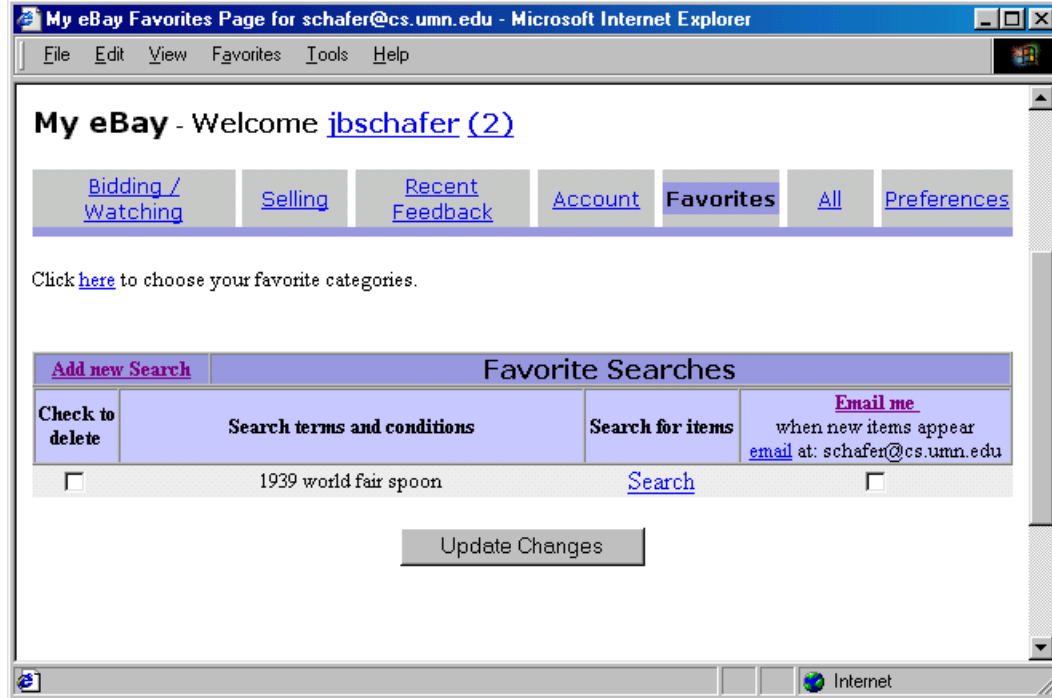 My eBay Favorites Page for schafer@cs.umn.edu - Microsoft Internet Explorer
File Edit View Favorites Tools Help
My eBay - Welcome jbschafer (2)
Bidding / Watching
Selling
Recent Feedback
Account
Favorites
All
Preferences
Click here to choose your favorite categories.
Add new Search
Favorite Searches
Check to delete
Search terms and conditions
Search for items
Email me
when new items appear
email at: schafer@cs.umn.edu
1939 world fair spoon
Search
Update Changes
Internet